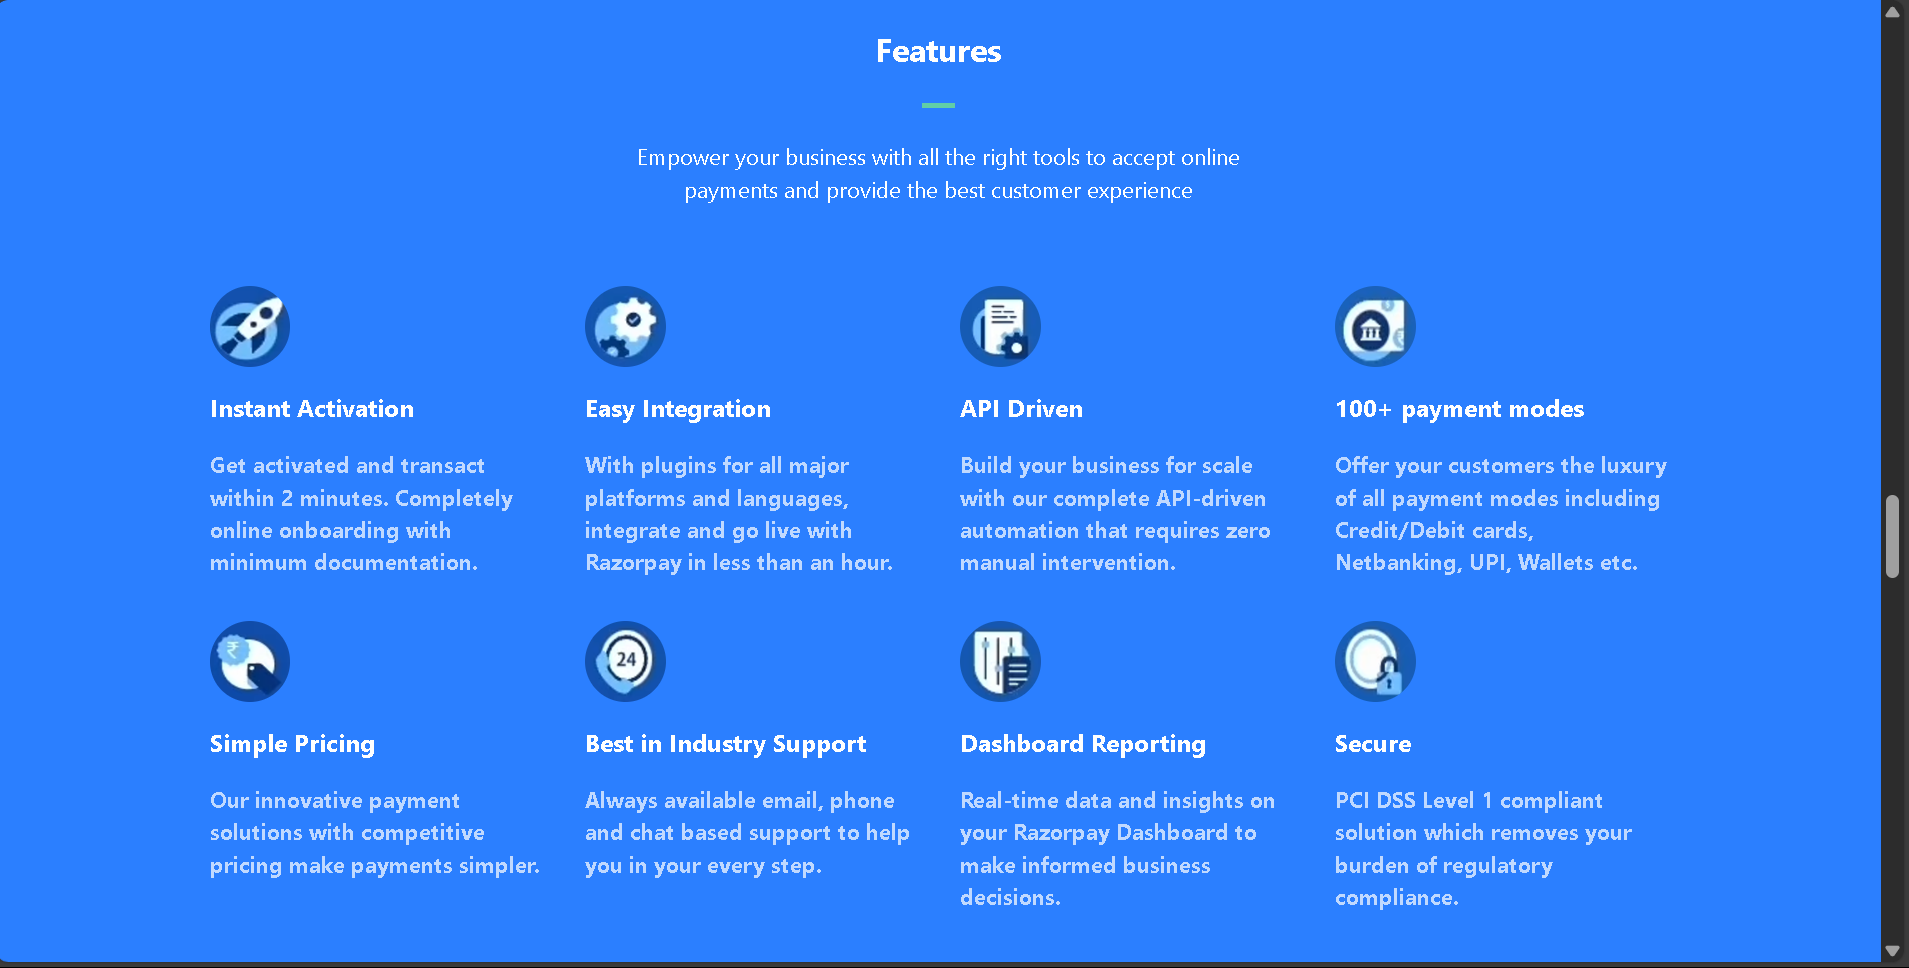 Features
Empower your business with all the right tools to accept online
payments and provide the best customer experience
Instant Activation
Get activated and transact
within 2 minutes. Completely
online onboarding with
minimum documentation.
Easy Integration
With plugins for all major
platforms and languages,
integrate and go live with
Razorpay in less than an hour.
API Driven
Build your business for scale
with our complete API-driven
automation that requires zero
manual intervention.
100+ payment modes
Offer your customers the luxury
of all payment modes including
Credit/Debit cards,
Netbanking, UPI, Wallets etc.
₹
Simple Pricing
Our innovative payment
solutions with competitive
pricing make payments simpler.
24
Best in Industry Support
Always available email, phone
and chat based support to help
you in your every step.
Dashboard Reporting
Real-time data and insights on
your Razorpay Dashboard to
make informed business
decisions.
Secure
PCI DSS Level 1 compliant
solution which removes your
burden of regulatory
compliance.